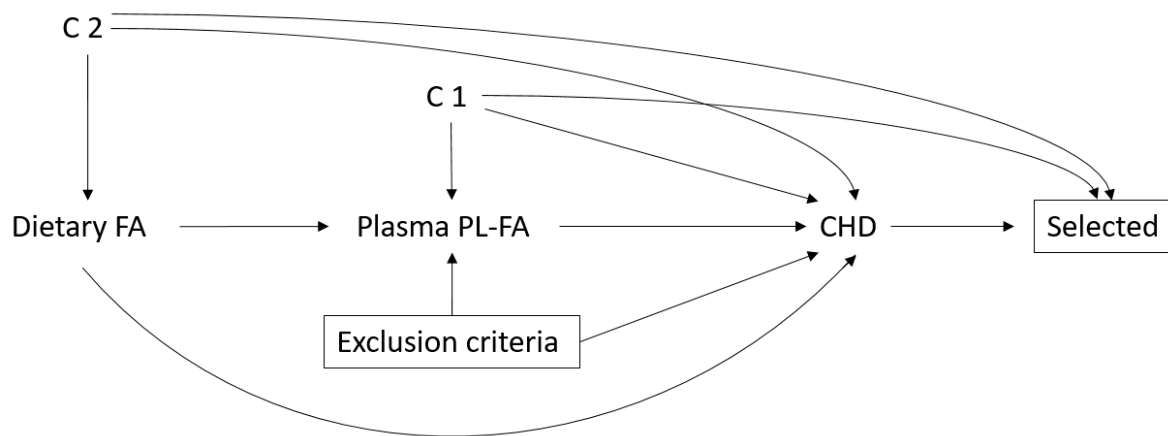 C 2
C 1
Dietary FA
Plasma PL-FA
CHD
Selected
Exclusion criteria